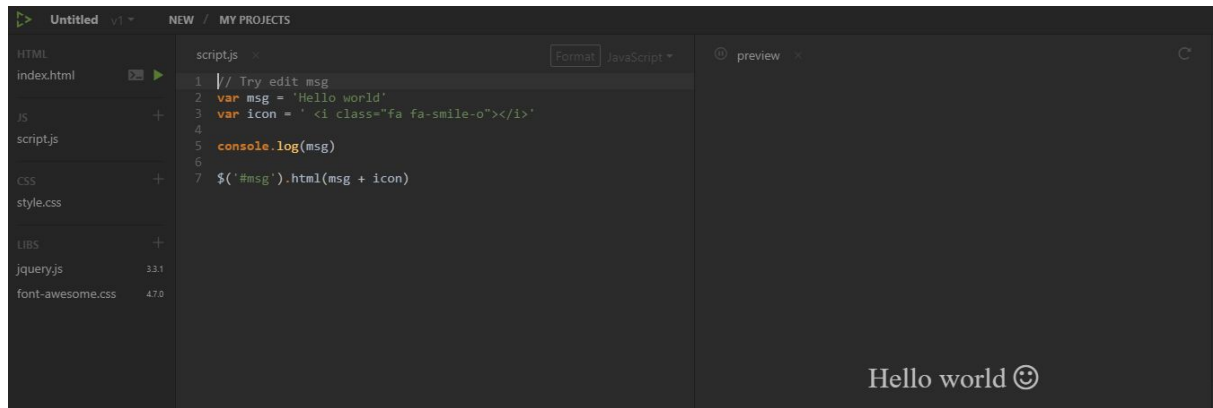 Untitled v1 NEW / MY PROJECTS
HTML
index.html
JS
script.js
CSS
style.css
LIBS
jquery.js 3.3.1
font-awesome.css 4.7.0
script.js × Format JavaScript
1 // Try edit msg
2 var msg = 'Hello world'
3 var icon = ' <i class="fa fa-smile-o"></i>'
4
5 console.log(msg)
6
7 $('#msg').html(msg + icon)
preview ×
Hello world